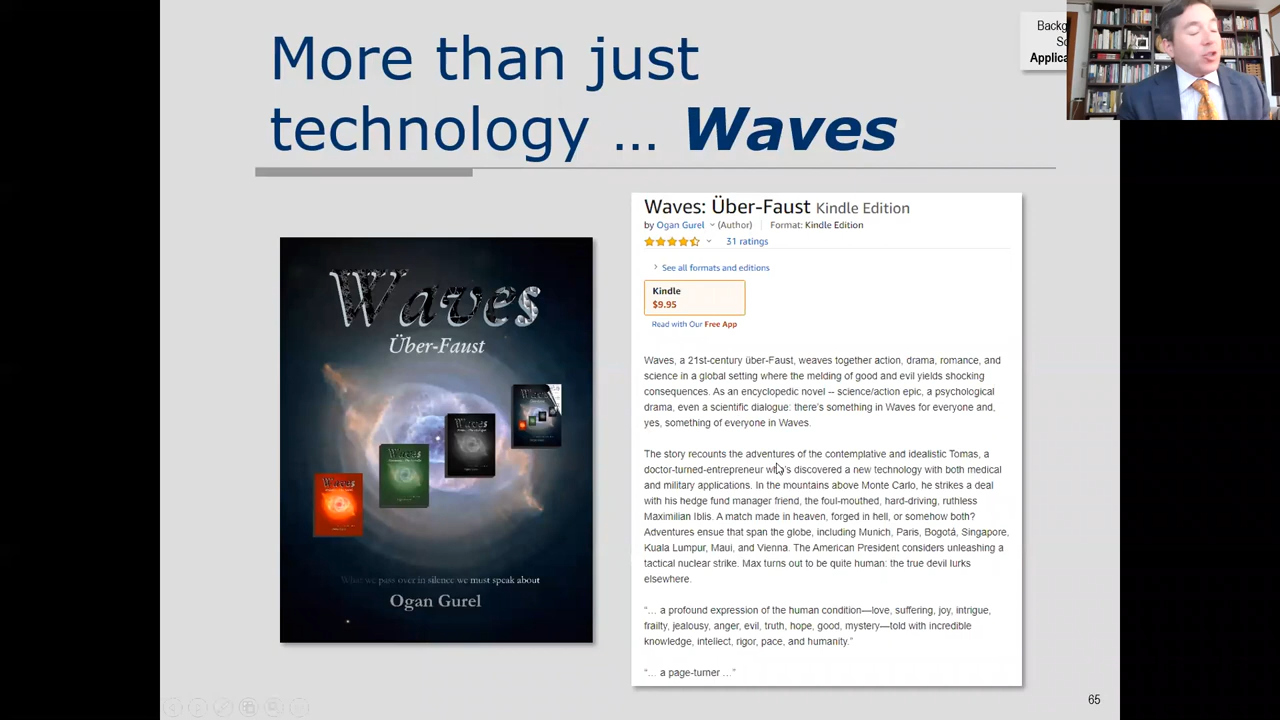 More than just
technology ... Waves
Backg
So
Applica
Waves
Über-Faust
What we pass over in silence we must speak about
Ogan Gurel
Waves: Über-Faust Kindle Edition
by Ogan Gurel (Author) Format: Kindle Edition
31 ratings
See all formats and editions
Kindle
$9.95
Read with Our Free App
Waves, a 21st-century über-Faust, weaves together action, drama, romance, and
science in a global setting where the melding of good and evil yields shocking
consequences. As an encyclopedic novel -- science/action epic, a psychological
drama, even a scientific dialogue: there's something in Waves for everyone and,
yes, something of everyone in Waves.
The story recounts the adventures of the contemplative and idealistic Tomas, a
doctor-turned-entrepreneur who's discovered a new technology with both medical
and military applications. In the mountains above Monte Carlo, he strikes a deal
with his hedge fund manager friend, the foul-mouthed, hard-driving, ruthless
Maximilian Iblis. A match made in heaven, forged in hell, or somehow both?
Adventures ensue that span the globe, including Munich, Paris, Bogotá, Singapore,
Kuala Lumpur, Maui, and Vienna. The American President considers unleashing a
tactical nuclear strike. Max turns out to be quite human: the true devil lurks
elsewhere.
"... a profound expression of the human condition—love, suffering, joy, intrigue,
frailty, jealousy, anger, evil, truth, hope, good, mystery—told with incredible
knowledge, intellect, rigor, pace, and humanity."
"... a page-turner ..."
65